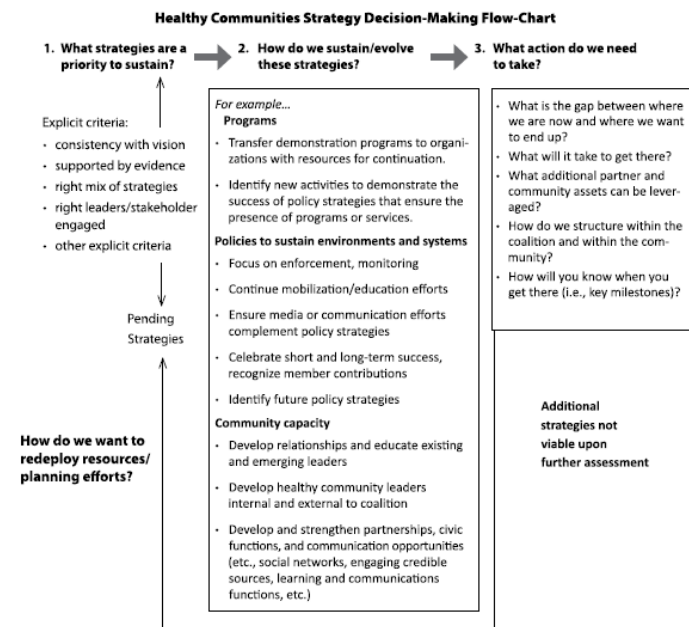 Healthy Communities Strategy Decision-Making Flow-Chart
1. What strategies are a
priority to sustain?
2. How do we sustain/evolve
these strategies?
3. What action do we need
to take?
Explicit criteria:
• consistency with vision
• supported by evidence
• right mix of strategies
• right leaders/stakeholder
engaged
• other explicit criteria
Pending
Strategies
How do we want to
redeploy resources/
planning efforts?
For example...
Programs
• Transfer demonstration programs to organi-
zations with resources for continuation.
• Identify new activities to demonstrate the
success of policy strategies that ensure the
presence of programs or services.
Policies to sustain environments and systems
• Focus on enforcement, monitoring
• Continue mobilization/education efforts
• Ensure media or communication efforts
complement policy strategies
• Celebrate short and long-term success,
recognize member contributions
• Identify future policy strategies
Community capacity
• Develop relationships and educate existing
and emerging leaders
• Develop healthy community leaders
internal and external to coalition
• Develop and strengthen partnerships, civic
functions, and communication opportunities
(etc., social networks, engaging credible
sources, learning and communications
functions, etc.)
• What is the gap between where
we are now and where we want
to end up?
• What will it take to get there?
• What additional partner and
community assets can be lever-
aged?
• How do we structure within the
coalition and within the com-
munity?
• How will you know when you
get there (i.e., key milestones)?
Additional
strategies not
viable upon
further assessment